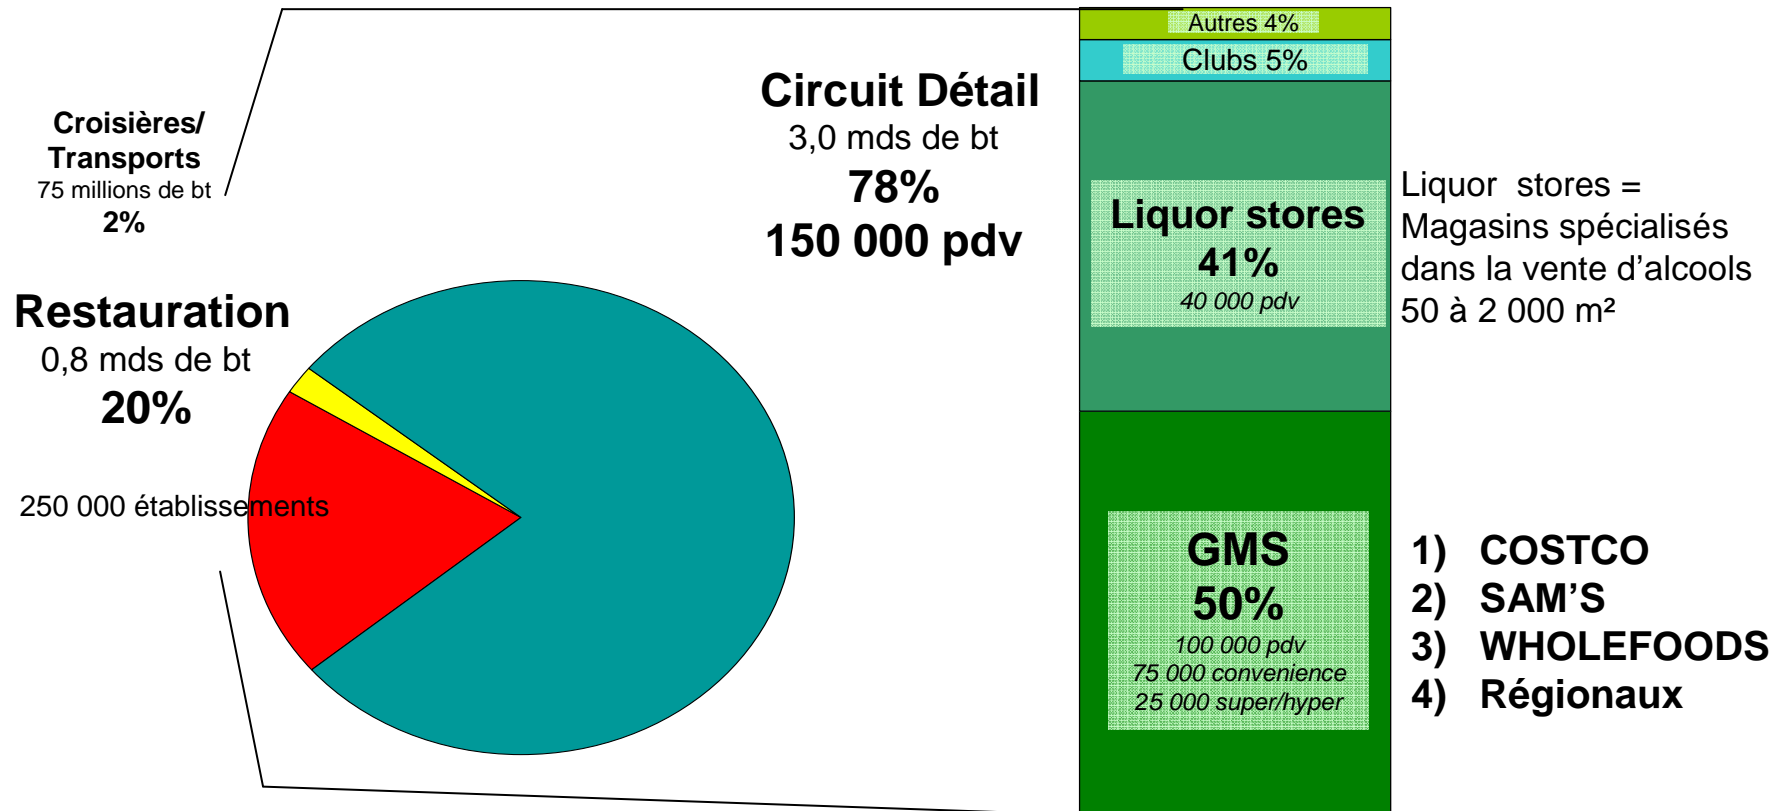 Croisières/
Transports
75 millions de bt
2%
Restauration
0,8 mds de bt
20%
250 000 établissements
Circuit Détail
3,0 mds de bt
78%
150 000 pdv
Autres 4%
Clubs 5%
Liquor stores
41%
40 000 pdv
GMS
50%
100 000 pdv
75 000 convenience
25 000 super/hyper
Liquor stores =
Magasins spécialisés
dans la vente d'alcools
50 à 2 000 m²
1) COSTCO
2) SAM'S
3) WHOLEFOODS
4) Régionaux